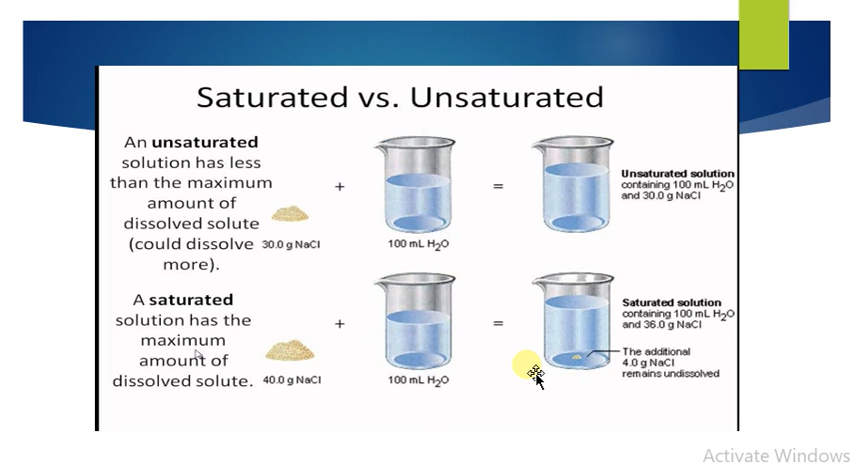 Saturated vs. Unsaturated
An unsaturated
solution has less
than the maximum
amount of
dissolved solute
(could dissolve
more).
30.0 g NaCl
+
100 mL H₂O
=
Unsaturated solution
containing 100 mL H₂O
and 30.0 g NaCl
A saturated
solution has the
maximum
amount of
dissolved solute.
40.0 g NaCl
+
100 mL H₂O
=
Saturated solution
containing 100 mL H₂O
and 36.0 g NaCl
The additional
4.0 g NaCl
remains undissolved
Activate Windows